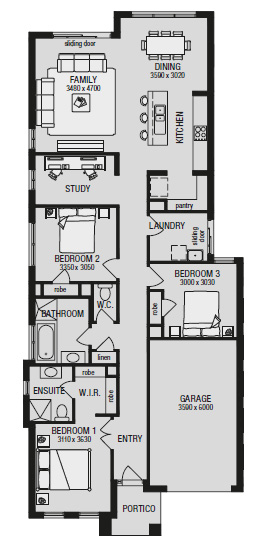 sliding door
FAMILY
3480 x 4700
DINING
3590 x 3020
KITCHEN
STUDY
pantry
LAUNDRY
sliding
door
BEDROOM 2
3350 x 3050
robe
W.C.
BEDROOM 3
3000 x 3030
robe
BATHROOM
linen
robe
ENSUITE
W.I.R.
robe
GARAGE
3590 x 6000
BEDROOM 1
3110 x 3630
ENTRY
PORTICO